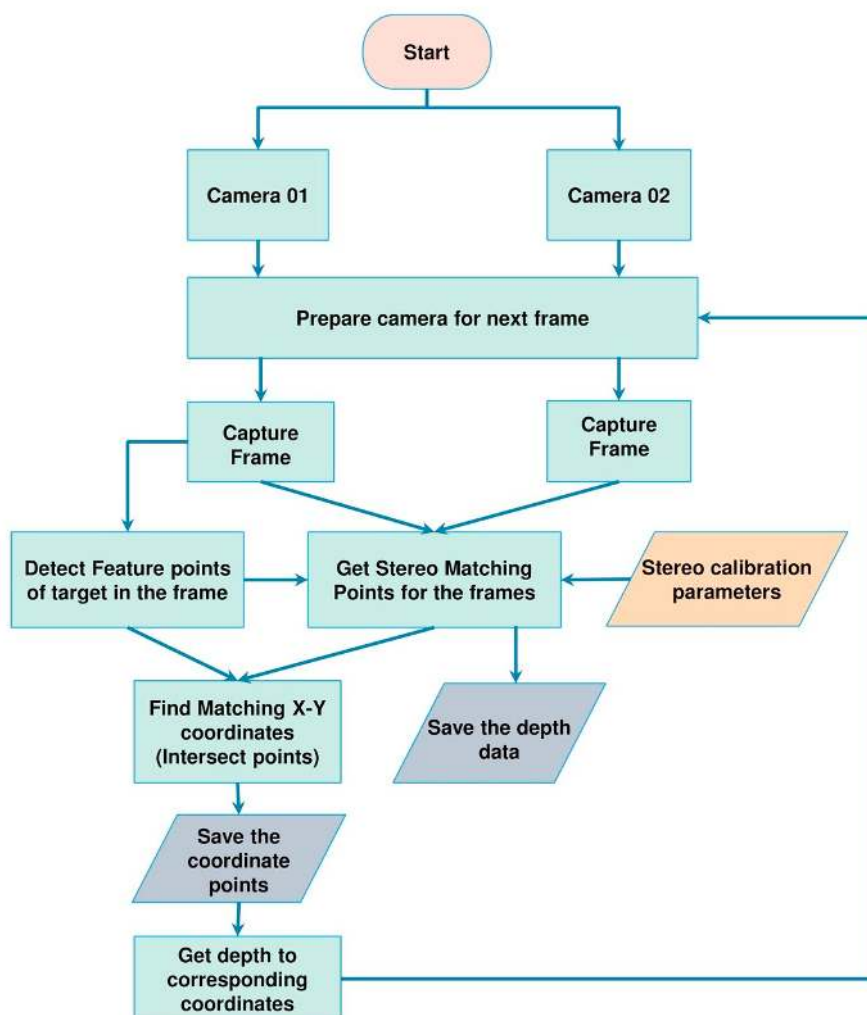 Start
Camera 01
Camera 02
Prepare camera for next frame
Capture
Frame
Capture
Frame
Detect Feature points
of target in the frame
Get Stereo Matching
Points for the frames
Stereo calibration
parameters
Find Matching X-Y
coordinates
(Intersect points)
Save the depth
data
Save the
coordinate
points
Get depth to
corresponding
coordinates